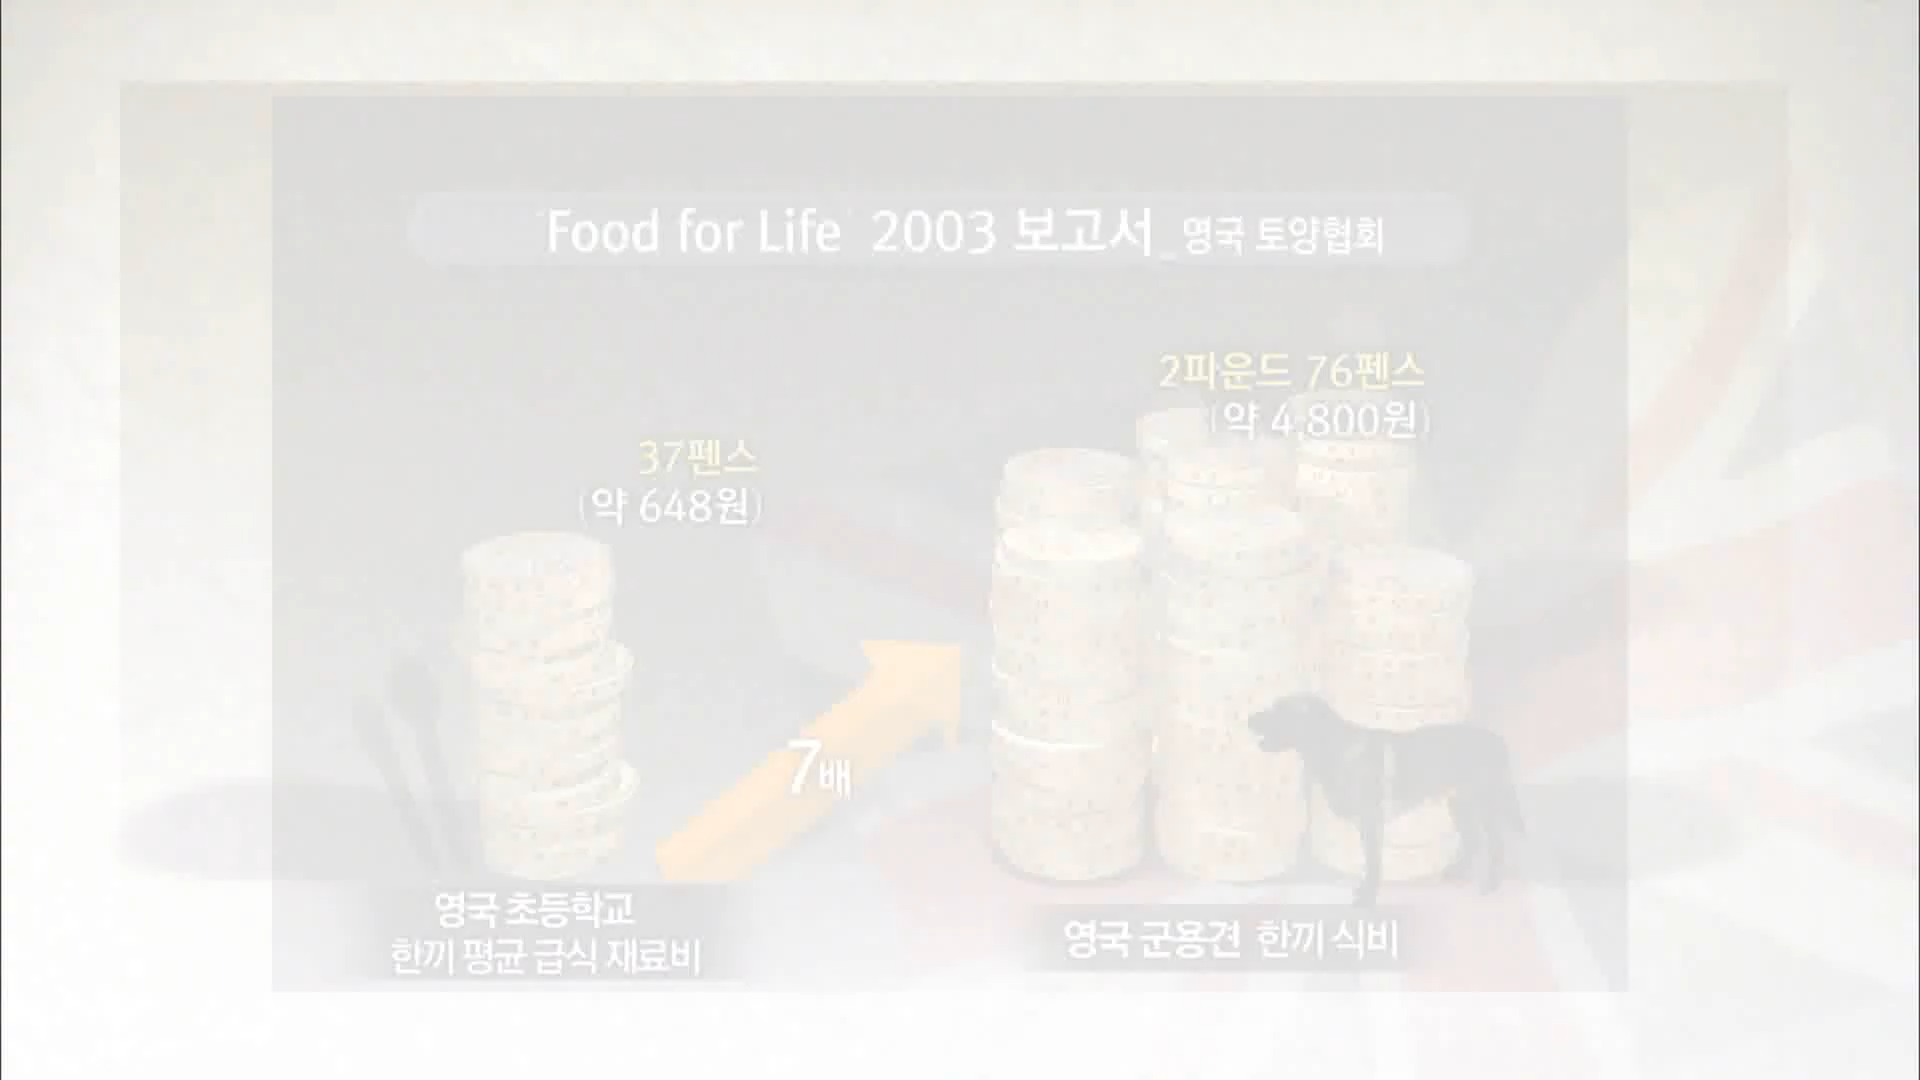 'Food for Life' 2003 보고서_영국 토양협회
2파운드 76펜스
(약 4,800원)
37펜스
(약 648원)
7배
영국 초등학교
한끼 평균 급식 재료비
영국 군용견 한끼 식비